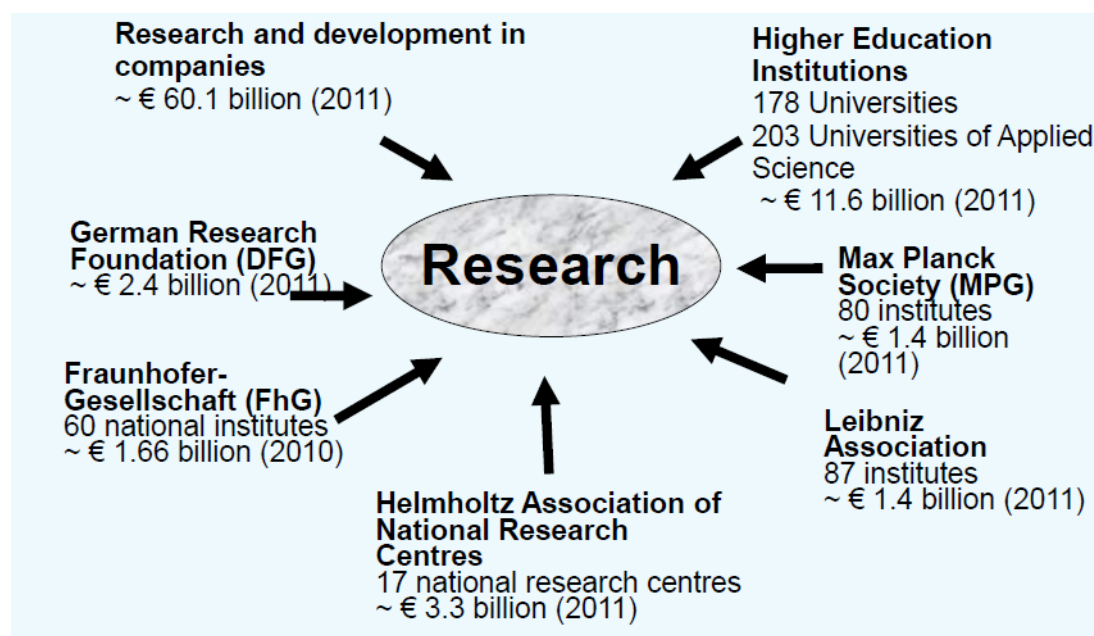 Research and development in
companies
~ € 60.1 billion (2011)
Higher Education
Institutions
178 Universities
203 Universities of Applied
Science
~ € 11.6 billion (2011)
German Research
Foundation (DFG)
~ € 2.4 billion (2011)
Research
Max Planck
Society (MPG)
80 institutes
~ € 1.4 billion
(2011)
Fraunhofer-
Gesellschaft (FhG)
60 national institutes
~ € 1.66 billion (2010)
Leibniz
Association
87 institutes
~ € 1.4 billion (2011)
Helmholtz Association of
National Research
Centres
17 national research centres
~ € 3.3 billion (2011)